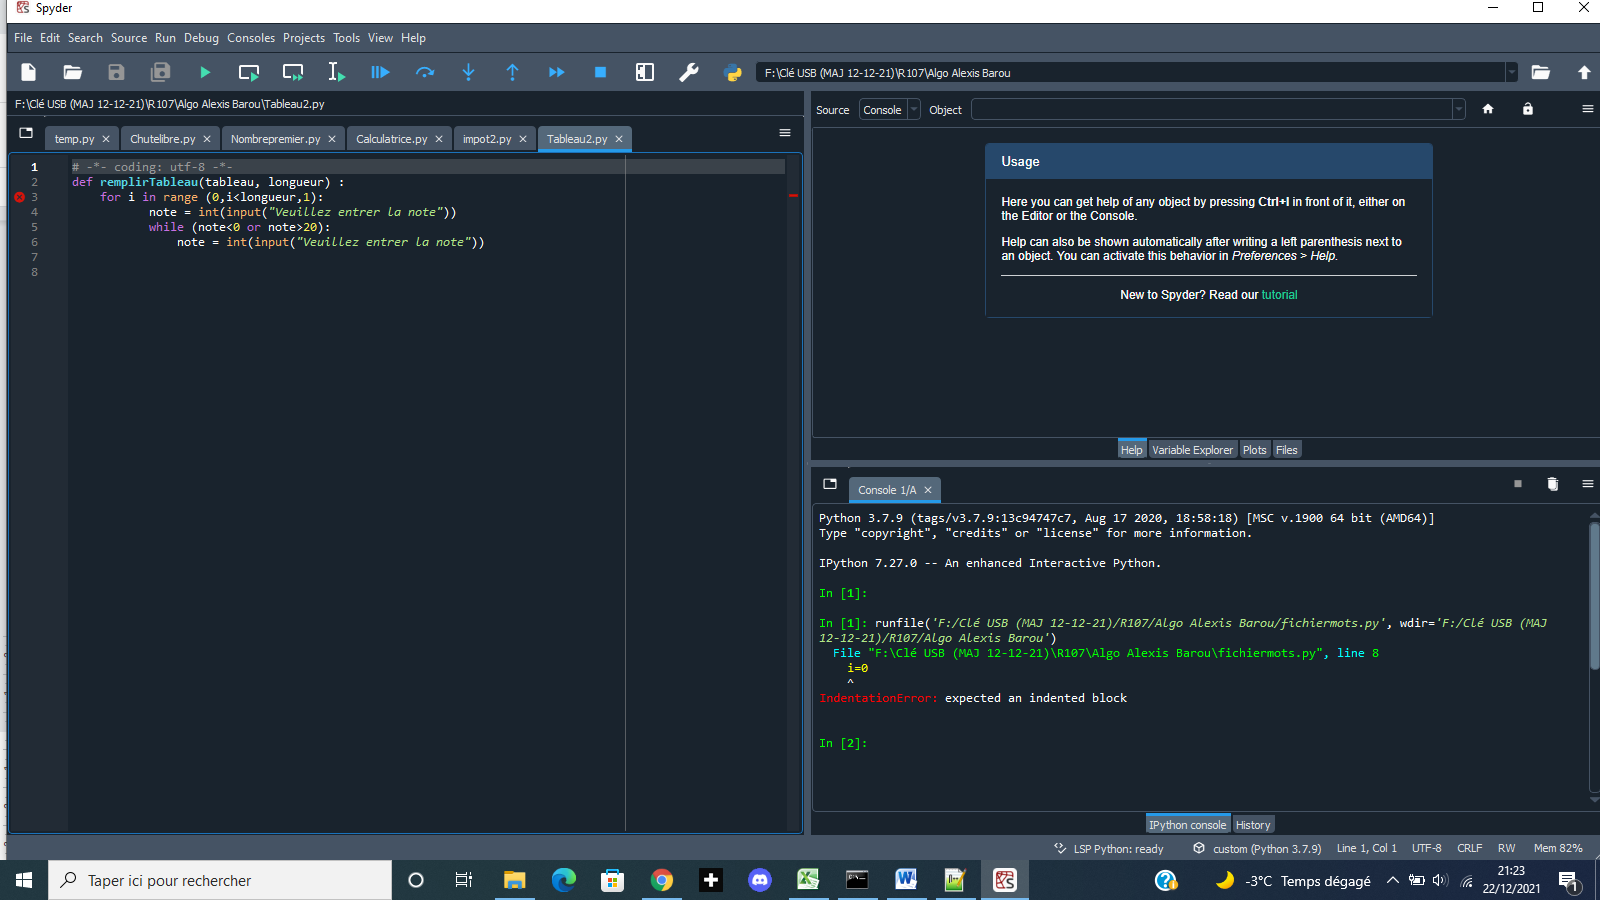 Spyder
File Edit Search Source Run Debug Consoles Projects Tools View Help
F:\Clé USB (MAJ 12-12-21)\R107\Algo Alexis Barou
F:\Clé USB (MAJ 12-12-21)\R107\Algo Alexis Barou\Tableau2.py
temp.py Chutelibre.py Nombrepremier.py Calculatrice.py impot2.py Tableau2.py
1 # -*- coding: utf-8 -*-
2 def remplirTableau(tableau, longueur) :
3 for i in range (0,i<longueur,1):
4 note = int(input("Veuillez entrer la note"))
5 while (note<0 or note>20):
6 note = int(input("Veuillez entrer la note"))
7
8
Source Console Object
Usage
Here you can get help of any object by pressing Ctrl+I in front of it, either on
the Editor or the Console.
Help can also be shown automatically after writing a left parenthesis next to
an object. You can activate this behavior in Preferences > Help.
New to Spyder? Read our tutorial
Help Variable Explorer Plots Files
Console 1/A
Python 3.7.9 (tags/v3.7.9:13c94747c7, Aug 17 2020, 18:58:18) [MSC v.1900 64 bit (AMD64)]
Type "copyright", "credits" or "license" for more information.
IPython 7.27.0 -- An enhanced Interactive Python.
In [1]:
In [1]: runfile('F:/Clé USB (MAJ 12-12-21)/R107/Algo Alexis Barou/fichiermots.py', wdir='F:/Clé USB (MAJ
12-12-21)/R107/Algo Alexis Barou')
File "F:\Clé USB (MAJ 12-12-21)\R107\Algo Alexis Barou\fichiermots.py", line 8
i=0
^
IndentationError: expected an indented block
In [2]:
IPython console History
LSP Python: ready custom (Python 3.7.9) Line 1, Col 1 UTF-8 CRLF RW Mem 82%
Taper ici pour rechercher
-3°C Temps dégagé
21:23
22/12/2021
1